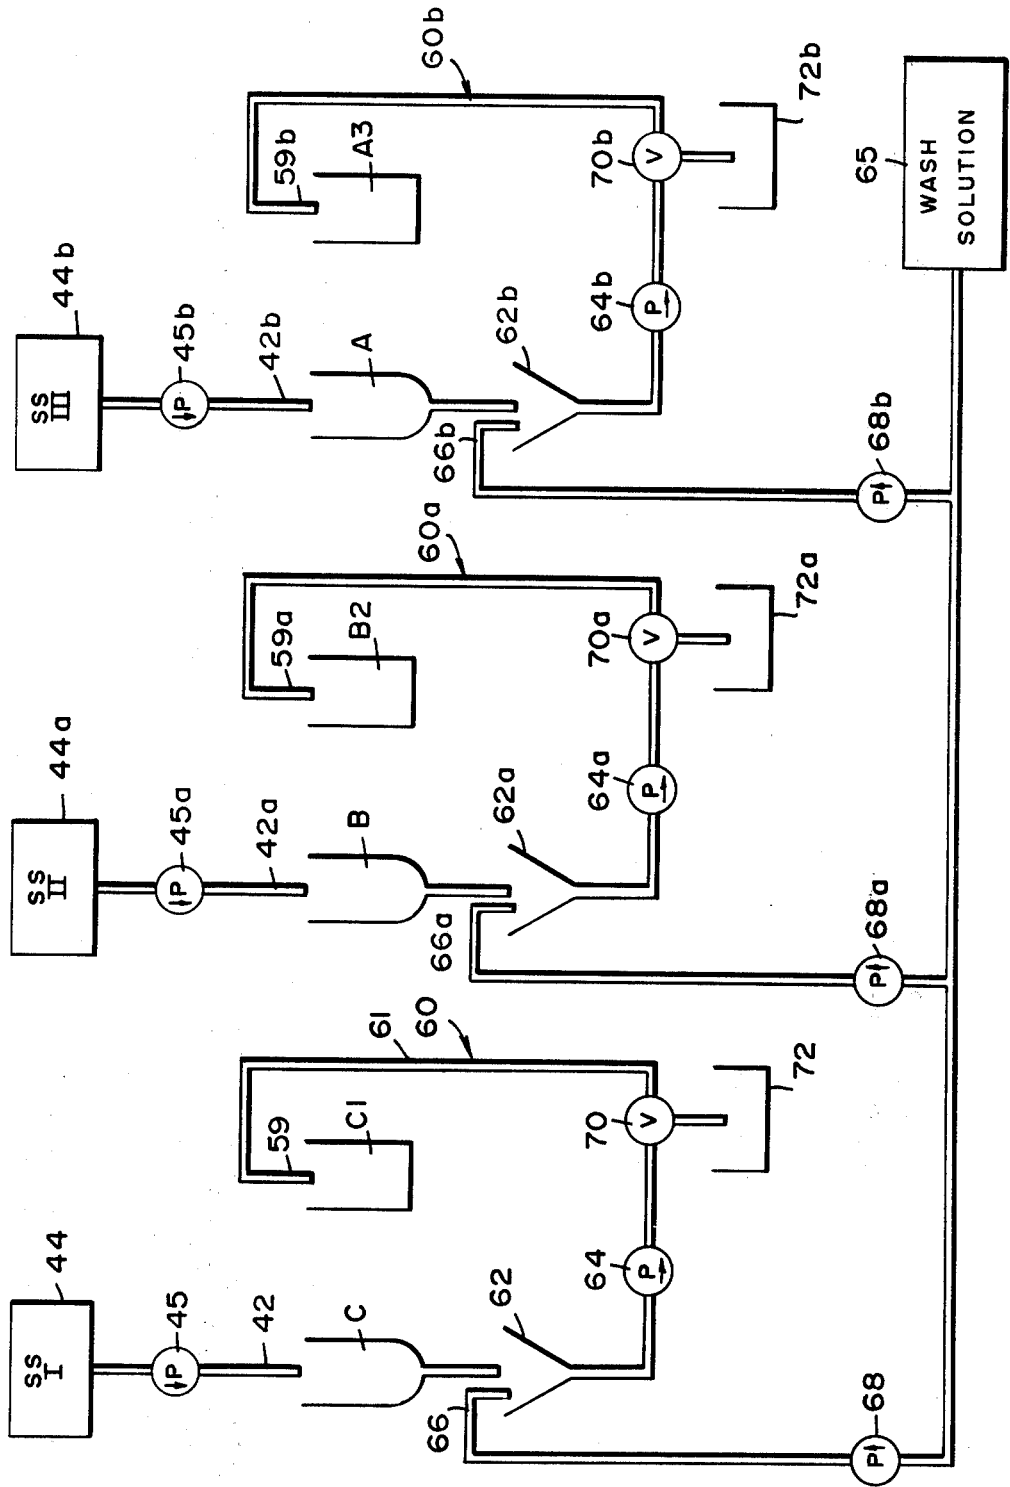 44
SS
I
45
P
42
C
66
62
64
P
68
P
59
C1
61
60
70
V
72
44a
SS
II
45a
P
42a
B
66a
62a
64a
P
68a
P
59a
B2
60a
70a
V
72a
44b
SS
III
45b
P
42b
A
66b
62b
64b
P
68b
P
59b
A3
60b
70b
V
72b
65
WASH
SOLUTION